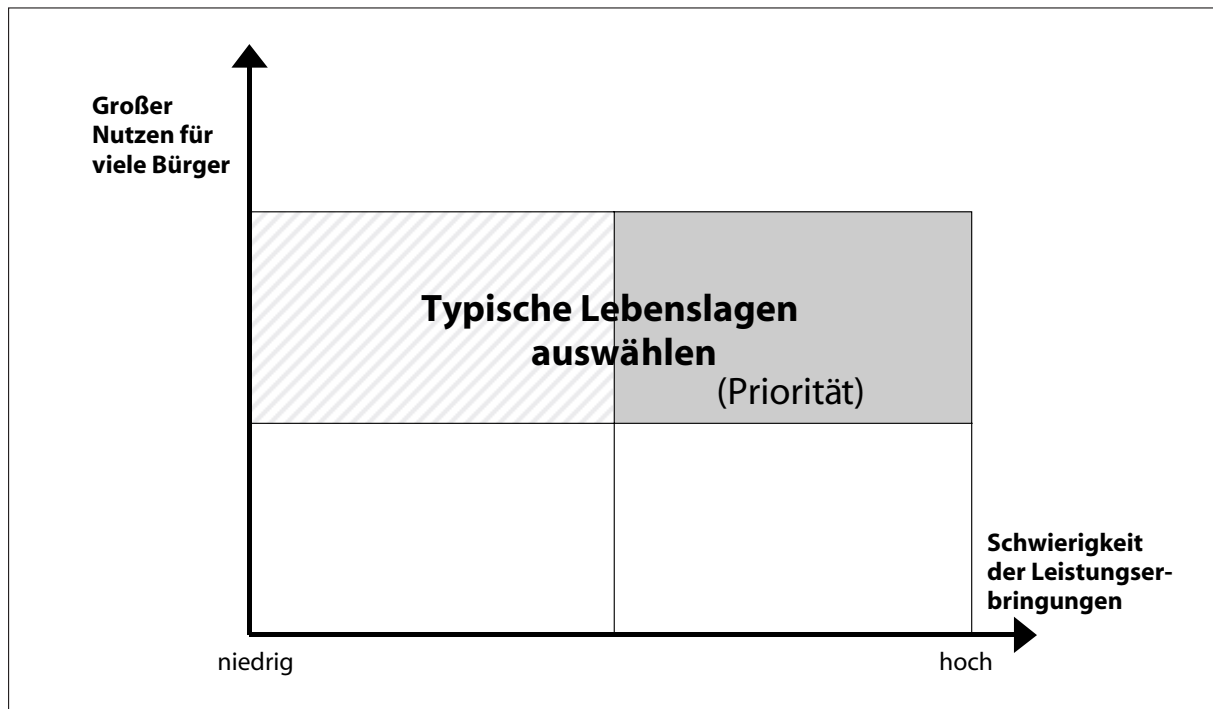 Großer
Nutzen für
viele Bürger
Typische Lebenslagen
auswählen
(Priorität)
Schwierigkeit
der Leistungser-
bringungen
niedrig
hoch